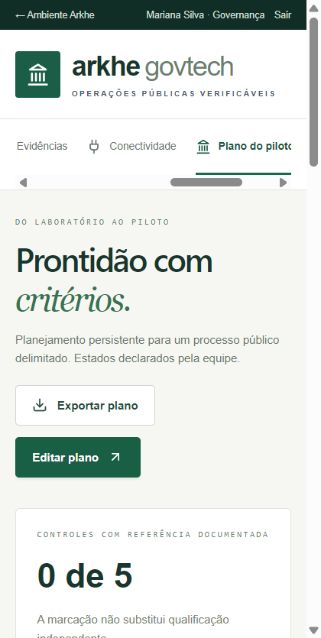 ← Ambiente Arkhe
Mariana Silva · Governança Sair
arkhe govtech
OPERAÇÕES PÚBLICAS VERIFICÁVEIS
Evidências Conectividade Plano do piloto
DO LABORATÓRIO AO PILOTO
Prontidão com
critérios.
Planejamento persistente para um processo público
delimitado. Estados declarados pela equipe.
Exportar plano
Editar plano
CONTROLES COM REFERÊNCIA DOCUMENTADA
0 de 5
A marcação não substitui qualificação
independente